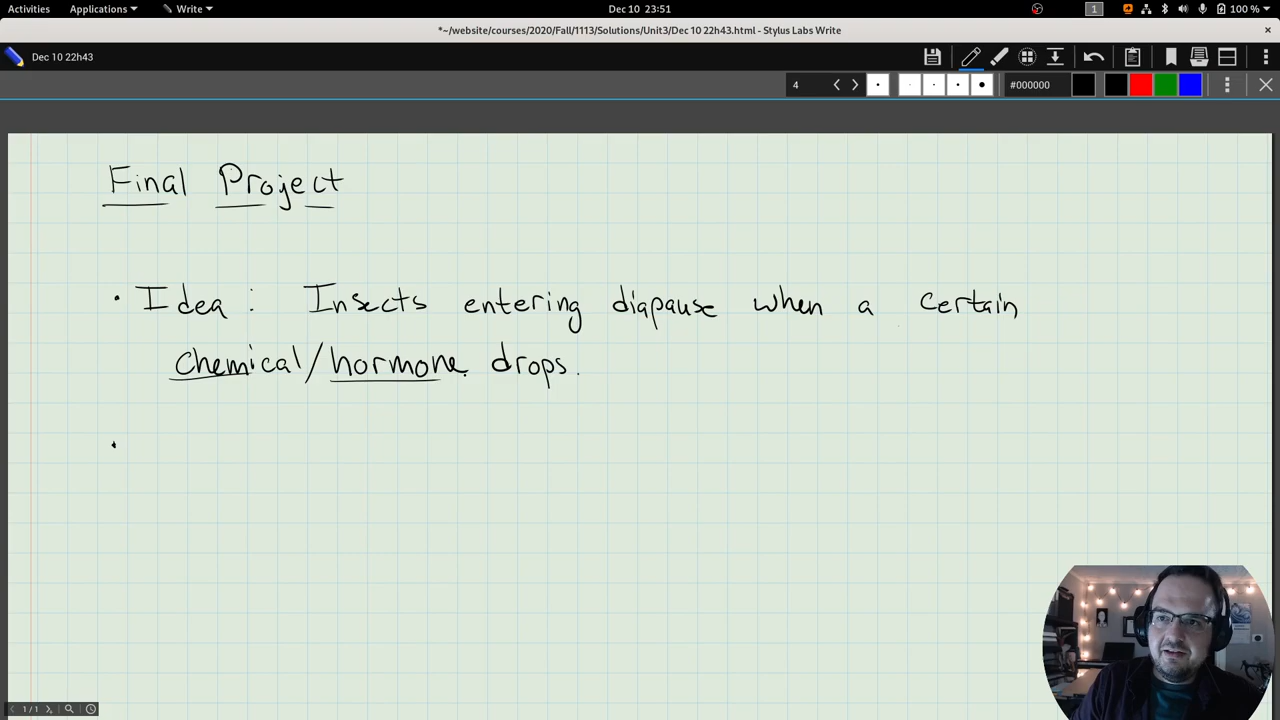 Activities Applications Write Dec 10 23:51 1 100 %
*~/website/courses/2020/Fall/1113/Solutions/Unit3/Dec 10 22h43.html - Stylus Labs Write
Dec 10 22h43
4 #000000
Final Project
• Idea : Insects entering diapause when a certain
chemical/hormone drops.
•
1 / 1